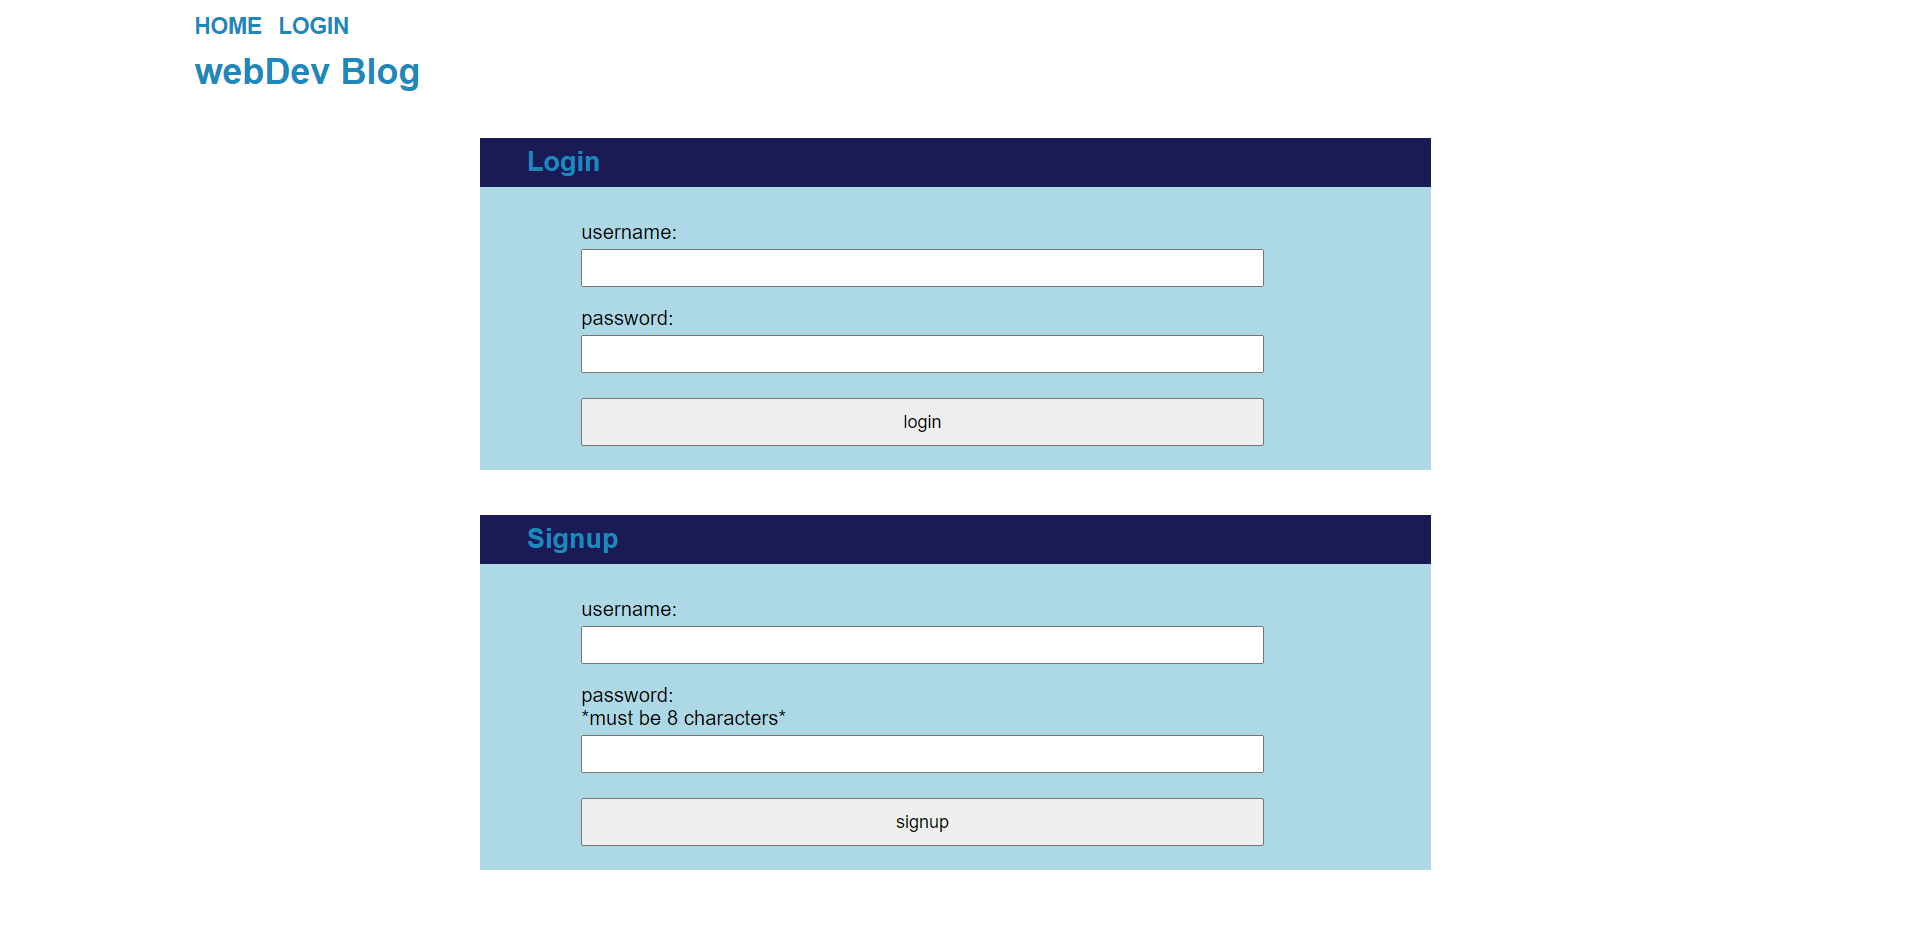 HOME LOGIN
webDev Blog
Login
username:
password:
login
Signup
username:
password:
*must be 8 characters*
signup